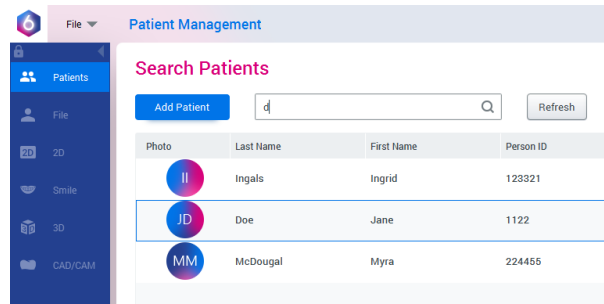 6 File Patient Management
Patients
File
2D 2D
Smile
3D
CAD/CAM
Search Patients
Add Patient d Refresh
Photo Last Name First Name Person ID
II Ingals Ingrid 123321
JD Doe Jane 1122
MM McDougal Myra 224455